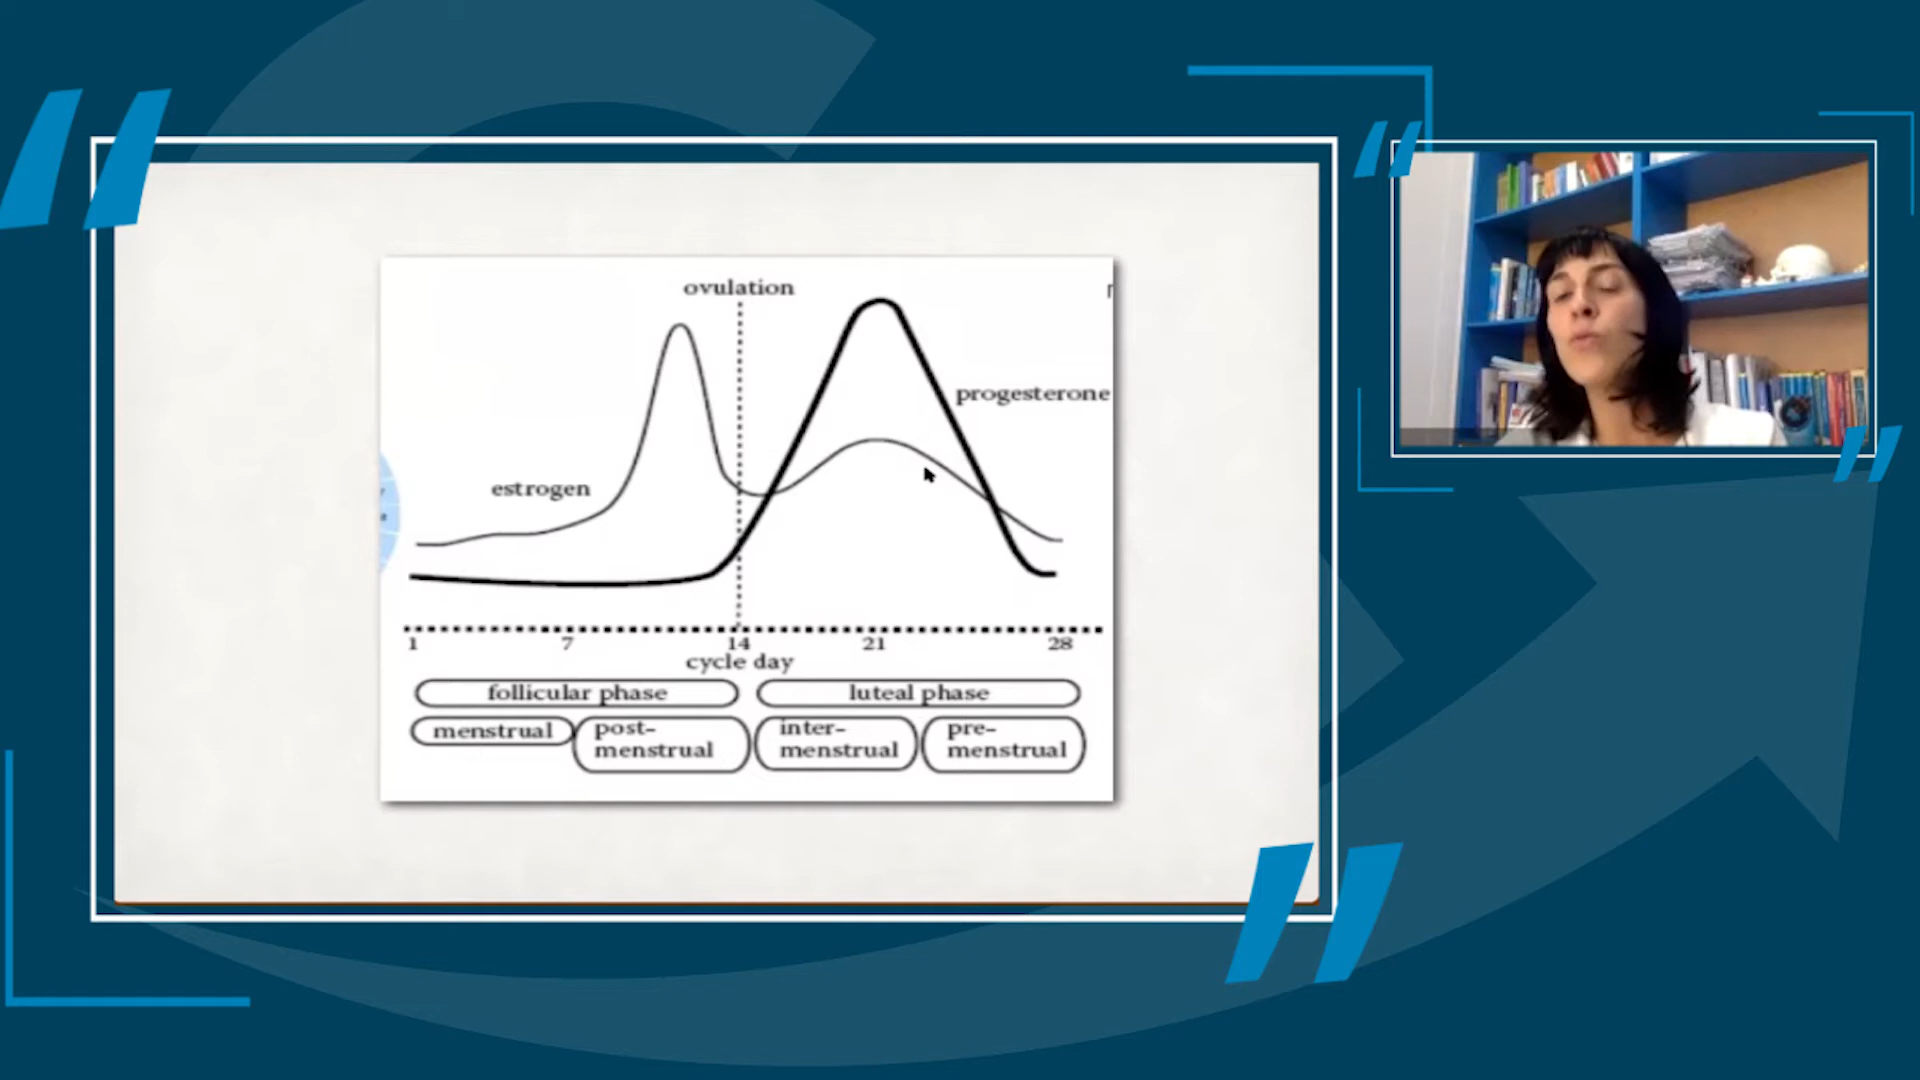 ovulation
progesterone
estrogen
1 7 14 21 28
cycle day
follicular phase luteal phase
menstrual
post-
menstrual
inter-
menstrual
pre-
menstrual